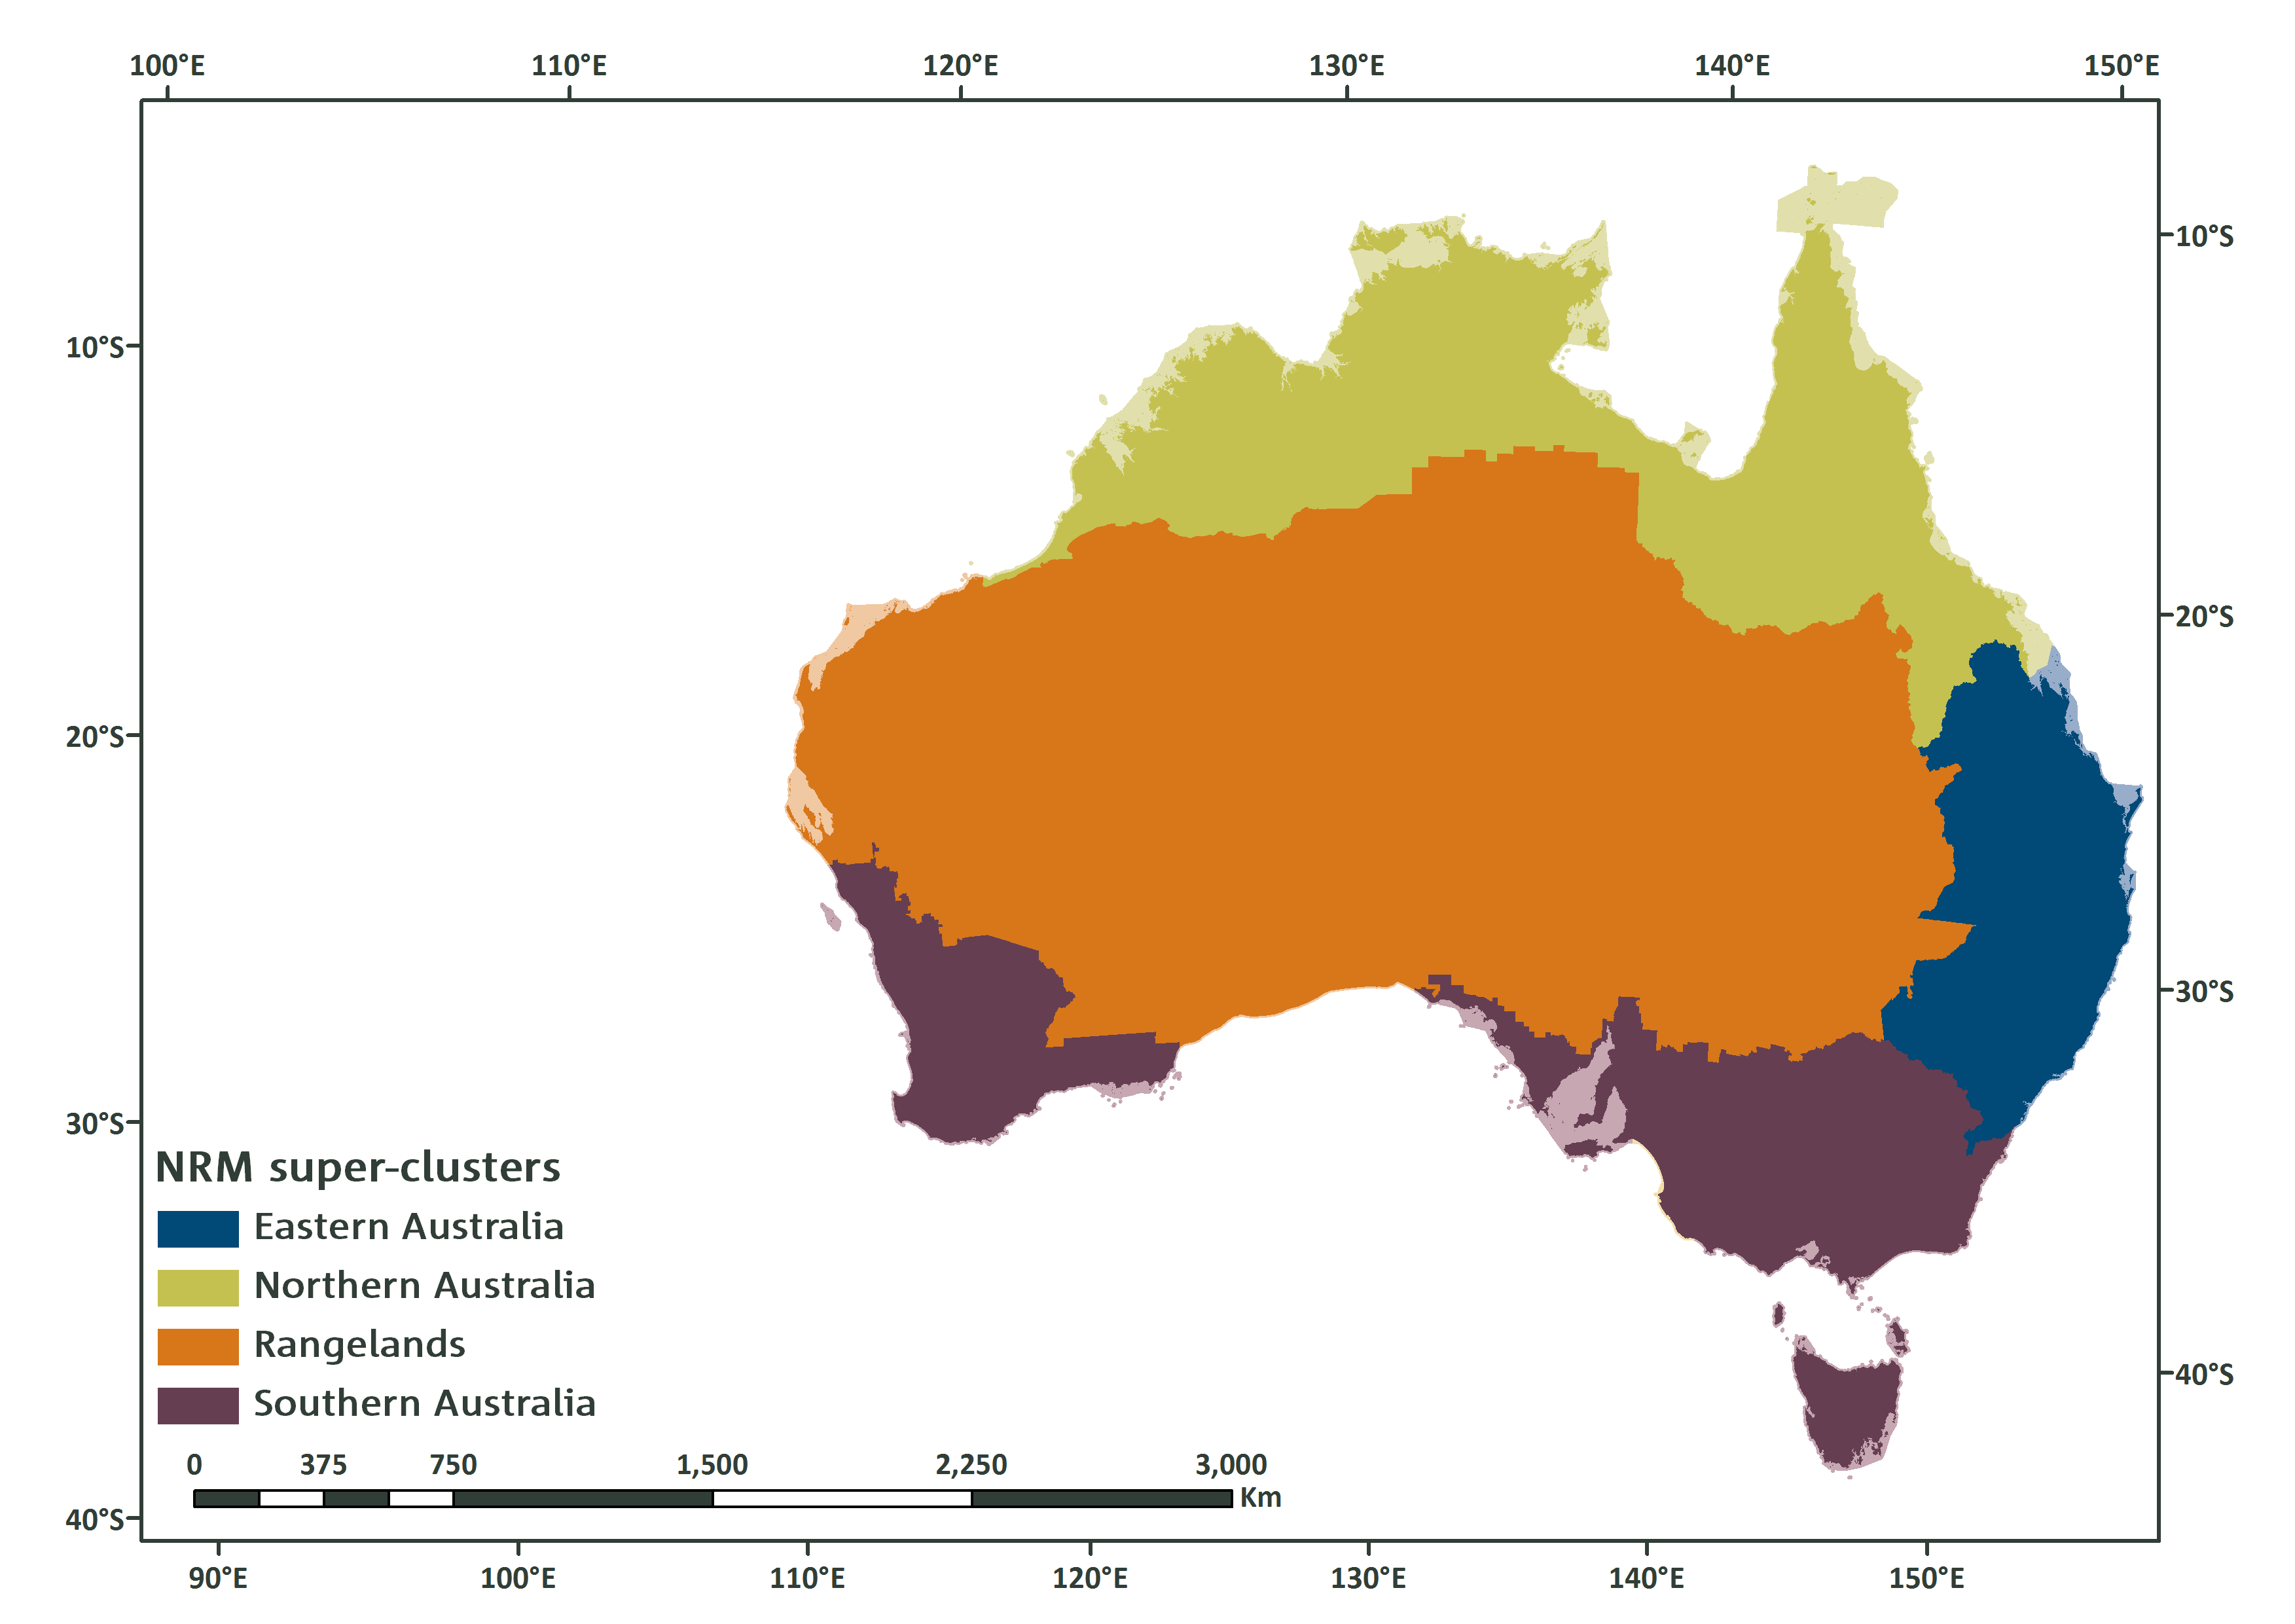 100°E 110°E 120°E 130°E 140°E 150°E
10°S
10°S
20°S
20°S
30°S
30°S
NRM super-clusters
Eastern Australia
Northern Australia
Rangelands
40°S
Southern Australia
0 375 750 1,500 2,250 3,000
Km
40°S
90°E 100°E 110°E 120°E 130°E 140°E 150°E